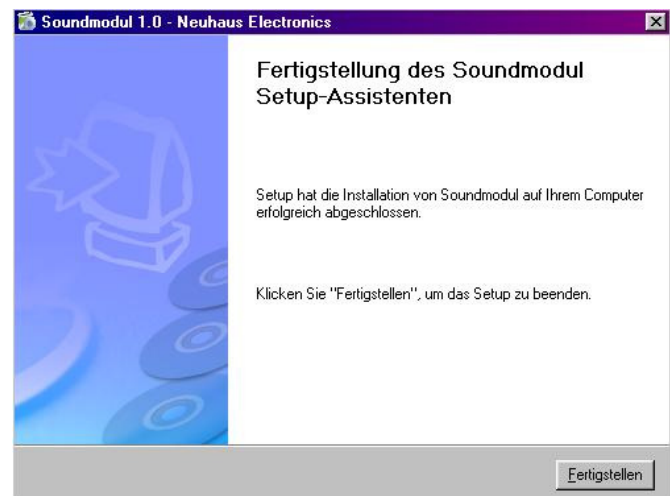 Soundmodul 1.0 - Neuhaus Electronics
Fertigstellung des Soundmodul
Setup-Assistenten
Setup hat die Installation von Soundmodul auf Ihrem Computer
erfolgreich abgeschlossen.
Klicken Sie "Fertigstellen", um das Setup zu beenden.
Fertigstellen